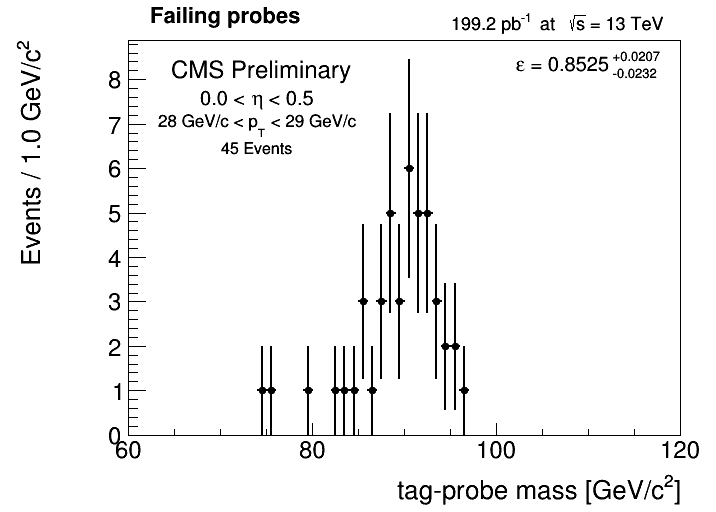 Failing probes
199.2 pb⁻¹ at √s = 13 TeV
CMS Preliminary
0.0 < η < 0.5
28 GeV/c < p_T < 29 GeV/c
45 Events
ε = 0.8525 +0.0207 -0.0232
Events / 1.0 GeV/c²
8
7
6
5
4
3
2
1
0
60 80 100 120
tag-probe mass [GeV/c²]